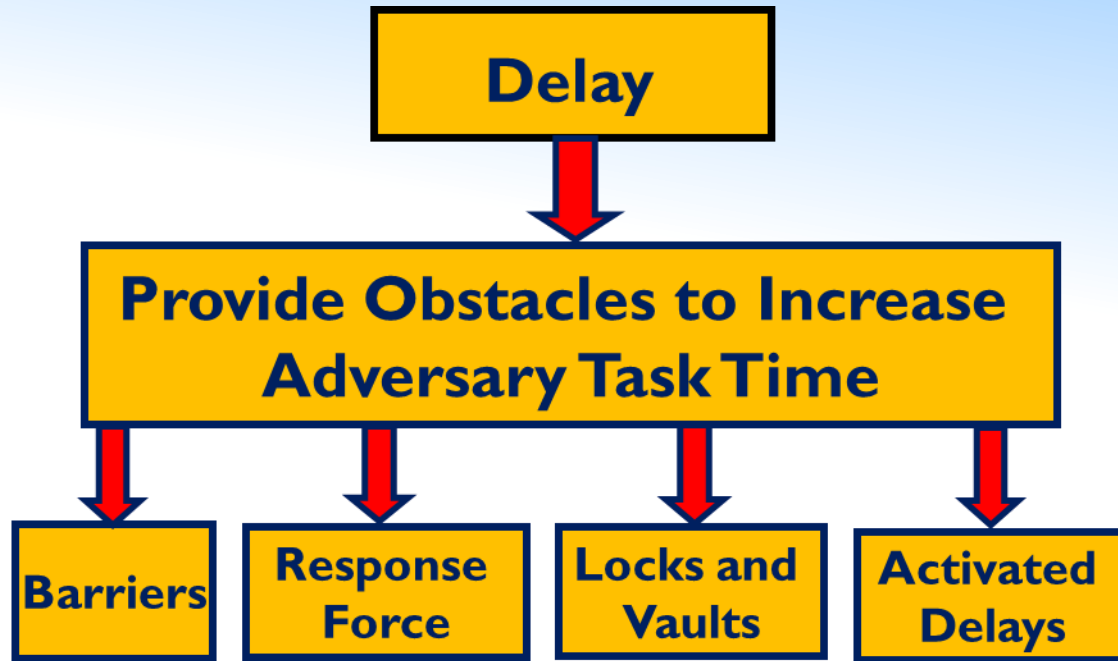 Delay
Provide Obstacles to Increase
Adversary Task Time
Barriers
Response
Force
Locks and
Vaults
Activated
Delays